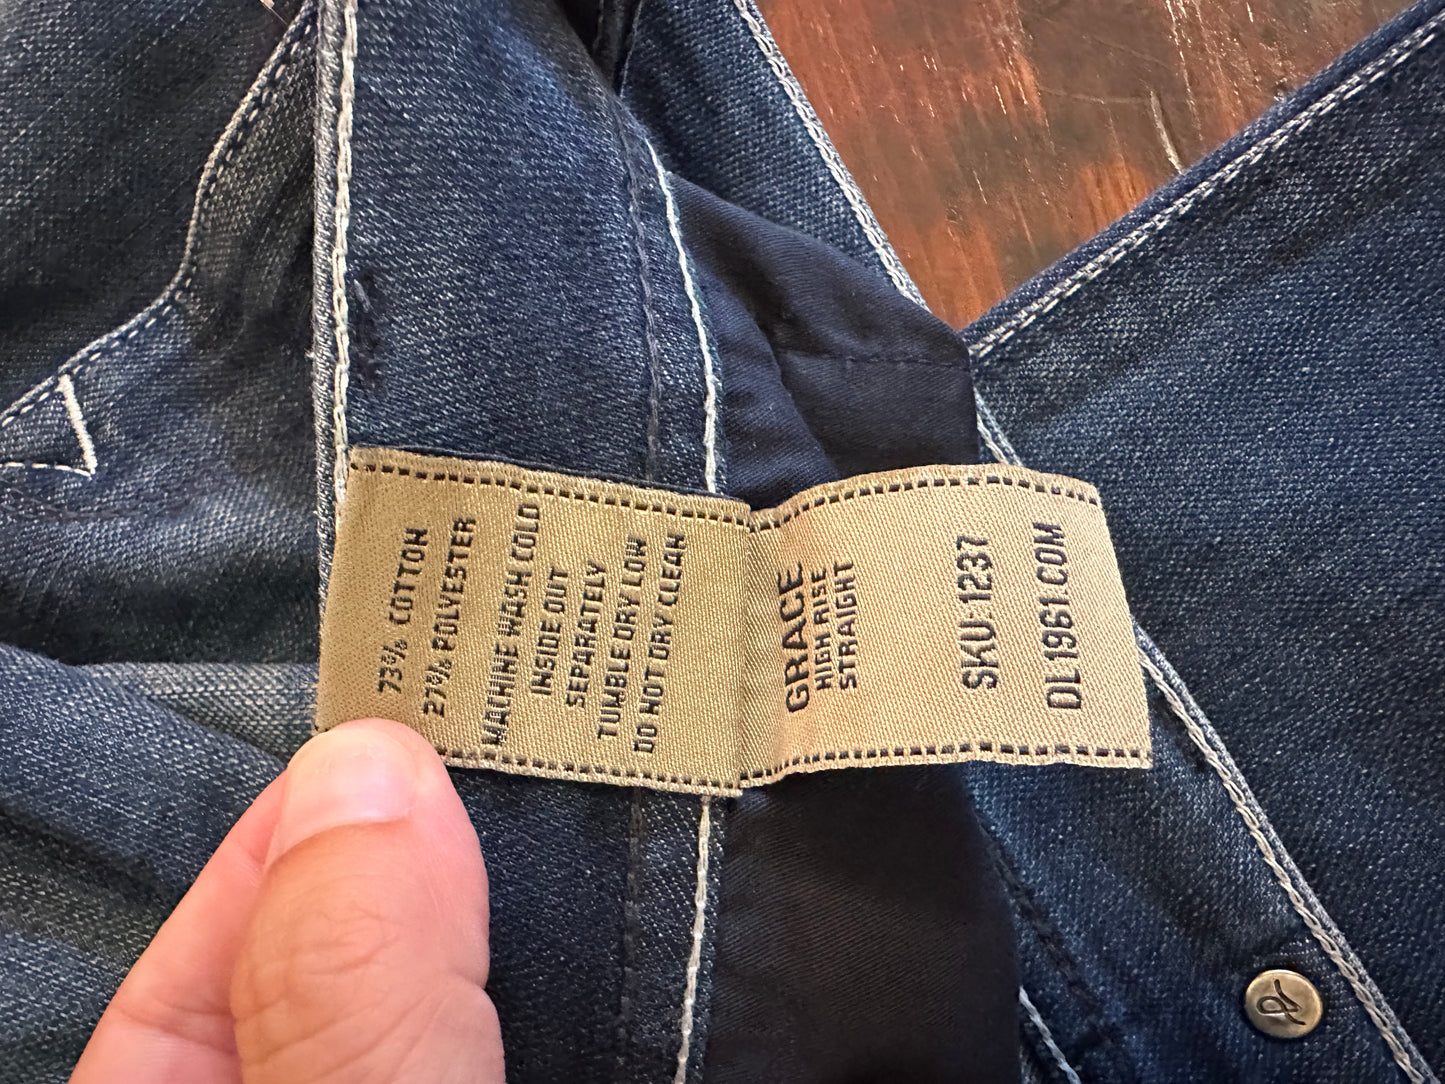 73% COTTON
27% POLYESTER
MACHINE WASH COLD
INSIDE OUT
SEPARATELY
TUMBLE DRY LOW
DO NOT DRY CLEAN
GRACE
HIGH RISE
STRAIGHT
SKU: 1237
DL1961.COM